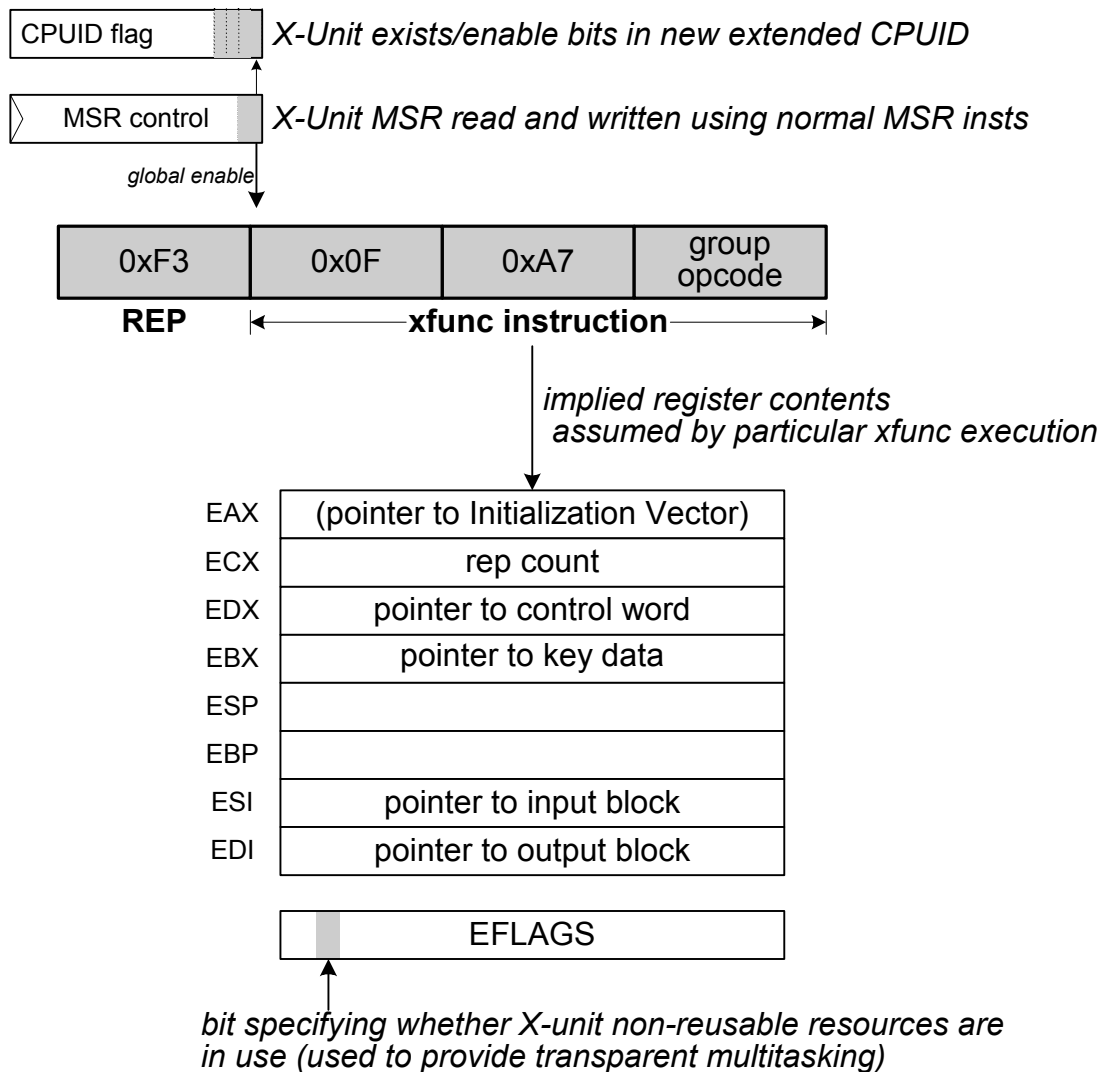 CPUID flag X-Unit exists/enable bits in new extended CPUID
MSR control X-Unit MSR read and written using normal MSR insts
global enable
0xF3 0x0F 0xA7 group
opcode
REP xfunc instruction
implied register contents
assumed by particular xfunc execution
EAX (pointer to Initialization Vector)
ECX rep count
EDX pointer to control word
EBX pointer to key data
ESP
EBP
ESI pointer to input block
EDI pointer to output block
EFLAGS
bit specifying whether X-unit non-reusable resources are
in use (used to provide transparent multitasking)